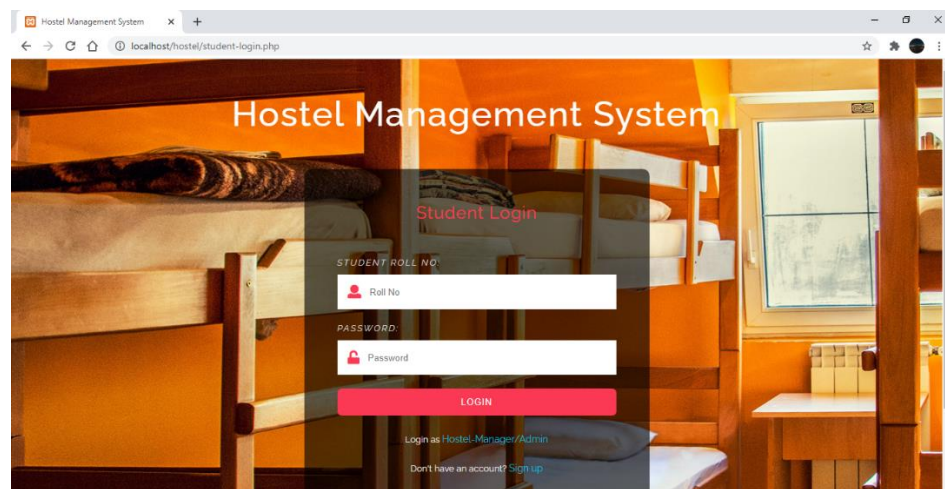 Hostel Management System
localhost/hostel/student-login.php
Hostel Management System
Student Login
STUDENT ROLL NO:
Roll No
PASSWORD:
Password
LOGIN
Login as Hostel-Manager/Admin
Don't have an account? Sign up